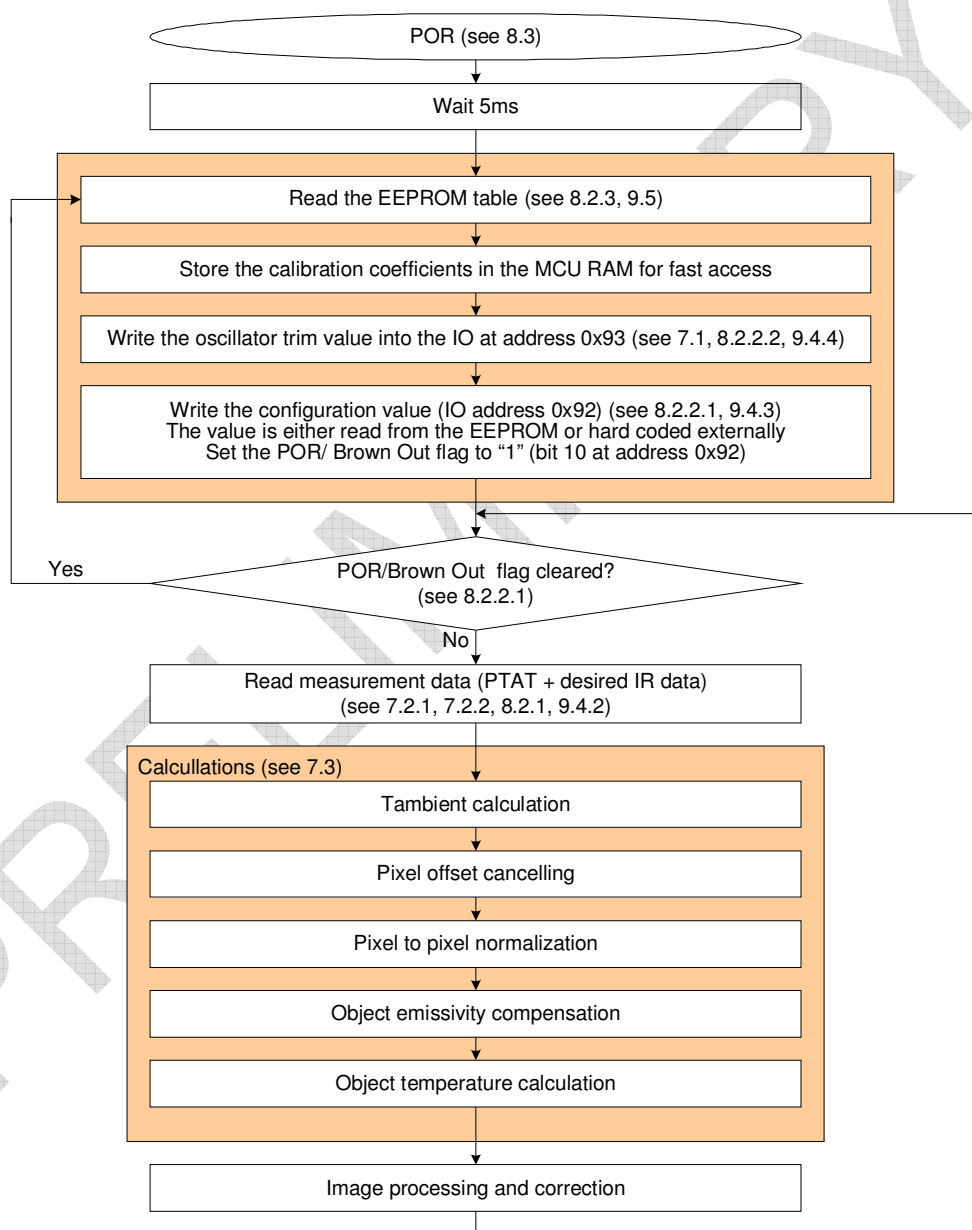 POR (see 8.3)
Wait 5ms
Read the EEPROM table (see 8.2.3, 9.5)
Store the calibration coefficients in the MCU RAM for fast access
Write the oscillator trim value into the IO at address 0x93 (see 7.1, 8.2.2.2, 9.4.4)
Write the configuration value (IO address 0x92) (see 8.2.2.1, 9.4.3)
The value is either read from the EEPROM or hard coded externally
Set the POR/ Brown Out flag to “1” (bit 10 at address 0x92)
Yes
POR/Brown Out flag cleared?
(see 8.2.2.1)
No
Read measurement data (PTAT + desired IR data)
(see 7.2.1, 7.2.2, 8.2.1, 9.4.2)
Calcullations (see 7.3)
Tambient calculation
Pixel offset cancelling
Pixel to pixel normalization
Object emissivity compensation
Object temperature calculation
Image processing and correction